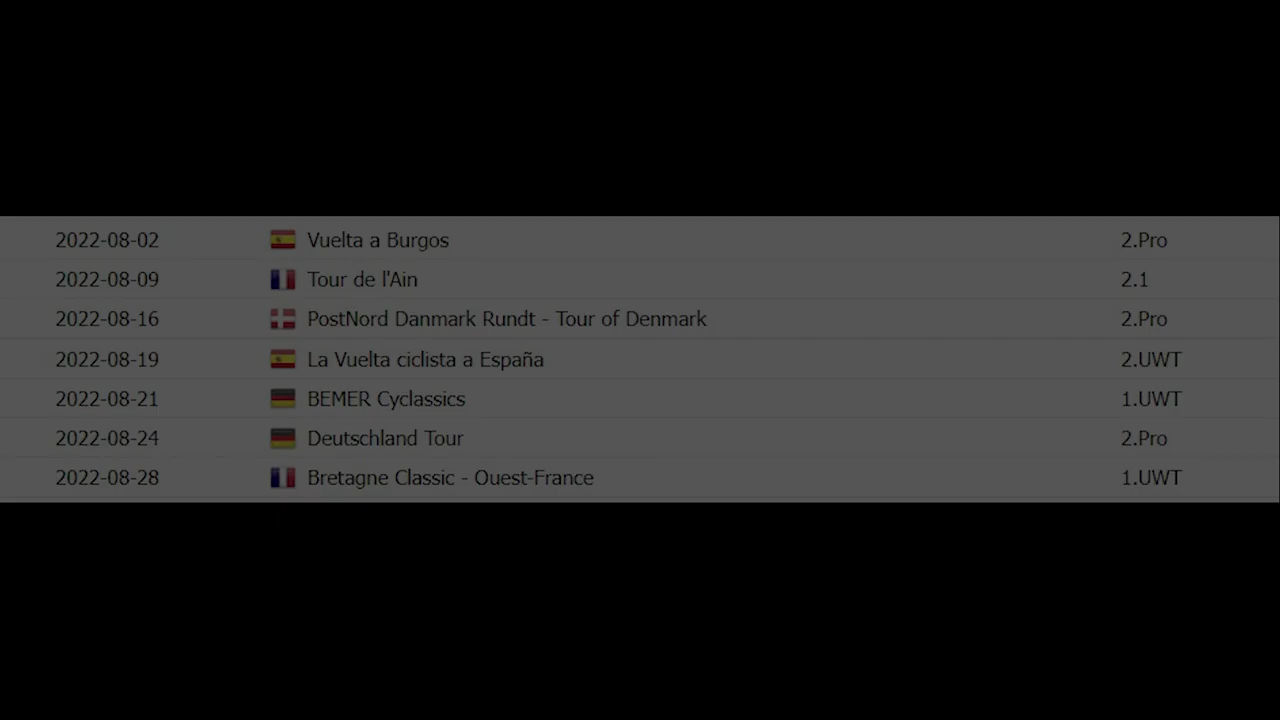 2022-08-02 Vuelta a Burgos 2.Pro
2022-08-09 Tour de l'Ain 2.1
2022-08-16 PostNord Danmark Rundt - Tour of Denmark 2.Pro
2022-08-19 La Vuelta ciclista a España 2.UWT
2022-08-21 BEMER Cyclassics 1.UWT
2022-08-24 Deutschland Tour 2.Pro
2022-08-28 Bretagne Classic - Ouest-France 1.UWT